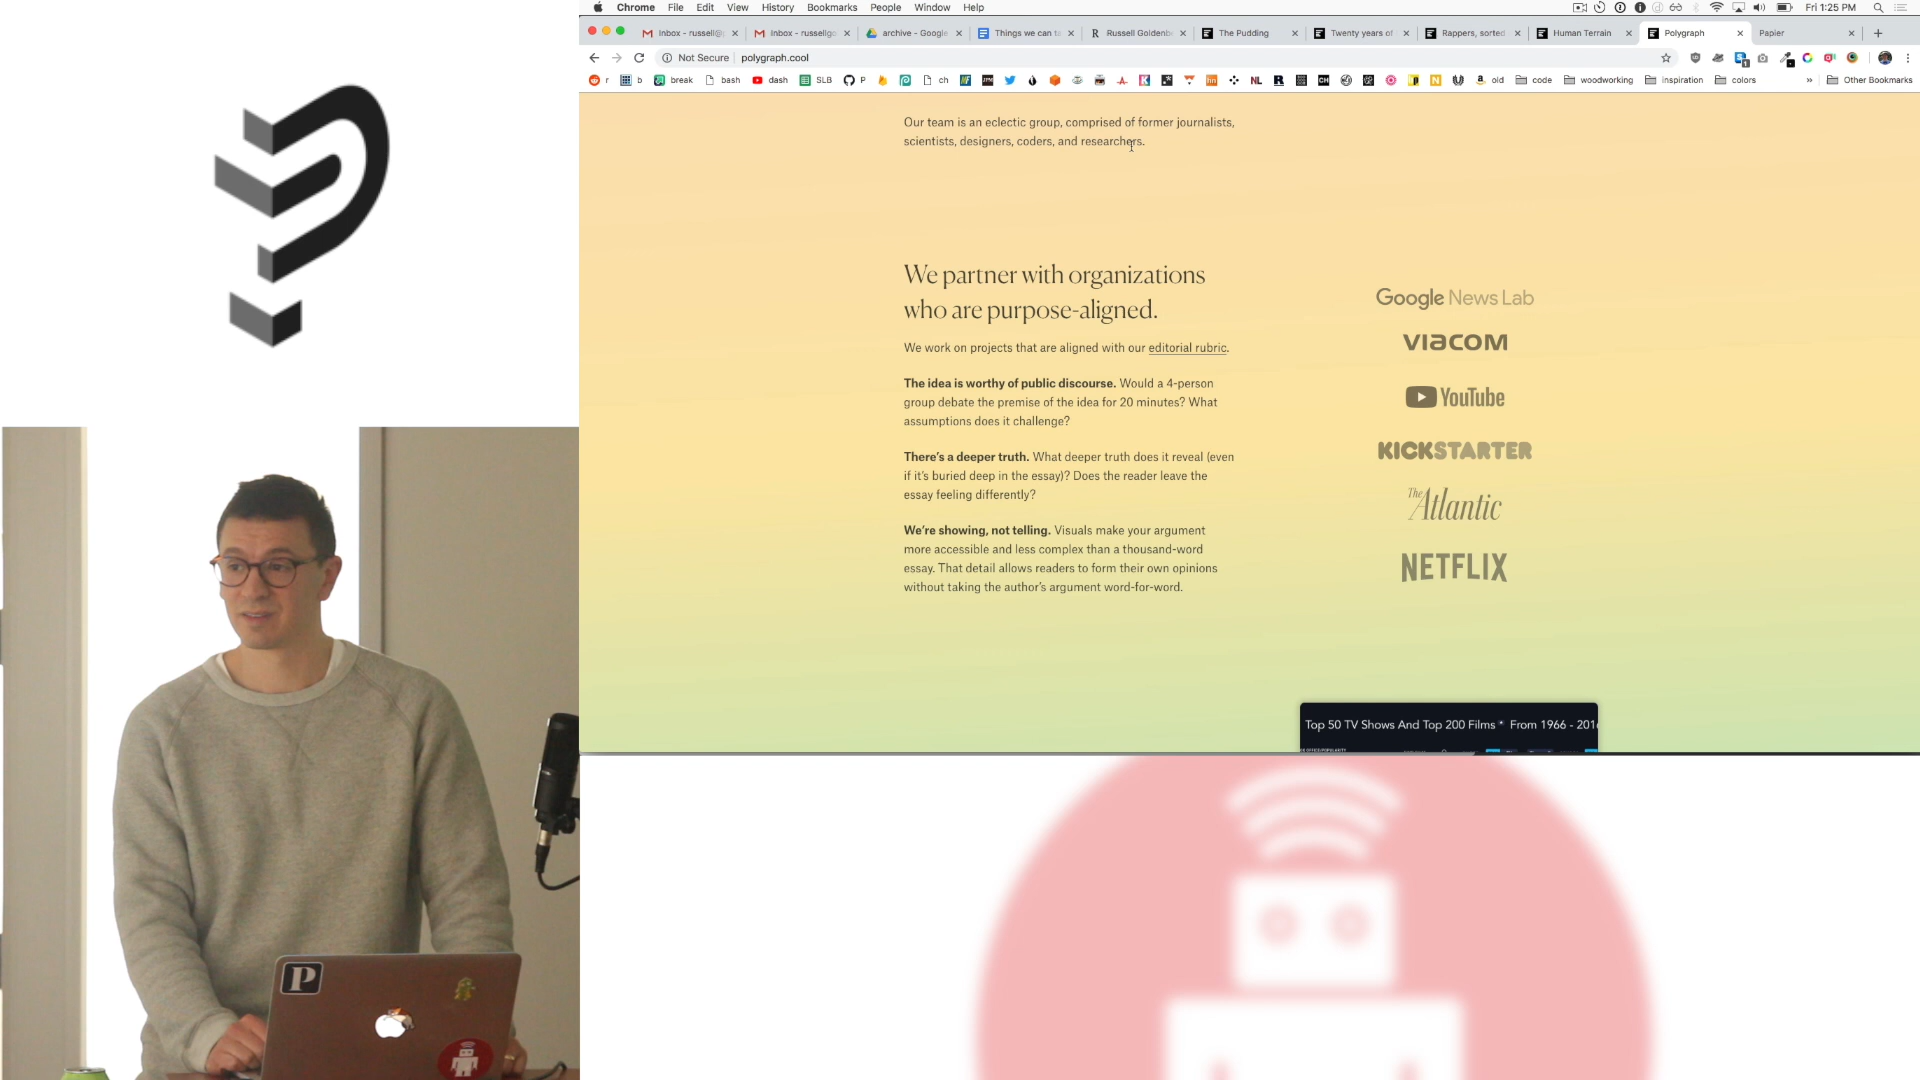 Chrome File Edit View History Bookmarks People Window Help
Fri 1:25 PM
Inbox - russell@
Inbox - russellgo
archive - Google
Things we can to
Russell Goldenbe
The Pudding
Twenty years of
Rappers, sorted
Human Terrain
Polygraph
Papier
Not Secure polygraph.cool
r b break bash dash SLB P ch NL CH old code woodworking inspiration colors » Other Bookmarks
Our team is an eclectic group, comprised of former journalists,
scientists, designers, coders, and researchers.
We partner with organizations
who are purpose-aligned.
We work on projects that are aligned with our editorial rubric.
The idea is worthy of public discourse. Would a 4-person
group debate the premise of the idea for 20 minutes? What
assumptions does it challenge?
There's a deeper truth. What deeper truth does it reveal (even
if it's buried deep in the essay)? Does the reader leave the
essay feeling differently?
We're showing, not telling. Visuals make your argument
more accessible and less complex than a thousand-word
essay. That detail allows readers to form their own opinions
without taking the author's argument word-for-word.
Google News Lab
VIACOM
YouTube
KICKSTARTER
The Atlantic
NETFLIX
Top 50 TV Shows And Top 200 Films * From 1966 - 201
P